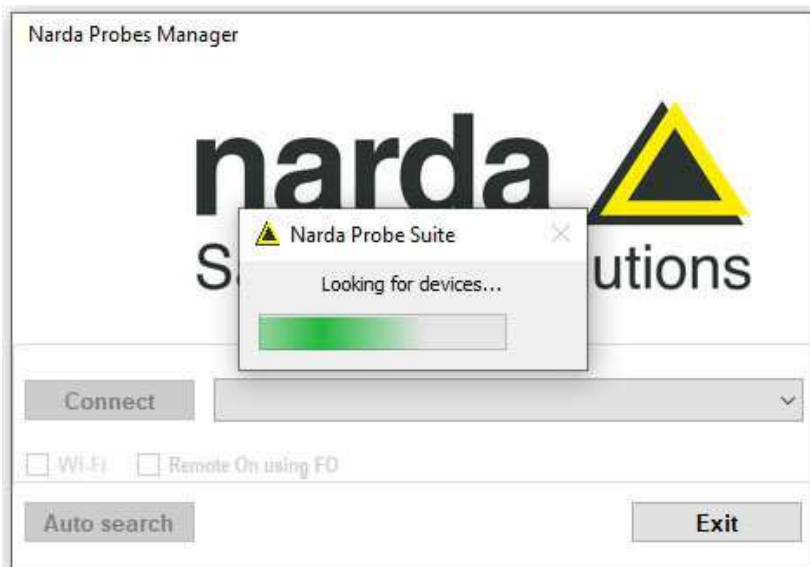 Narda Probes Manager
narda
Narda Probe Suite
S
utions
Looking for devices...
Connect
WI-FI Remote On using FO
Auto search
Exit